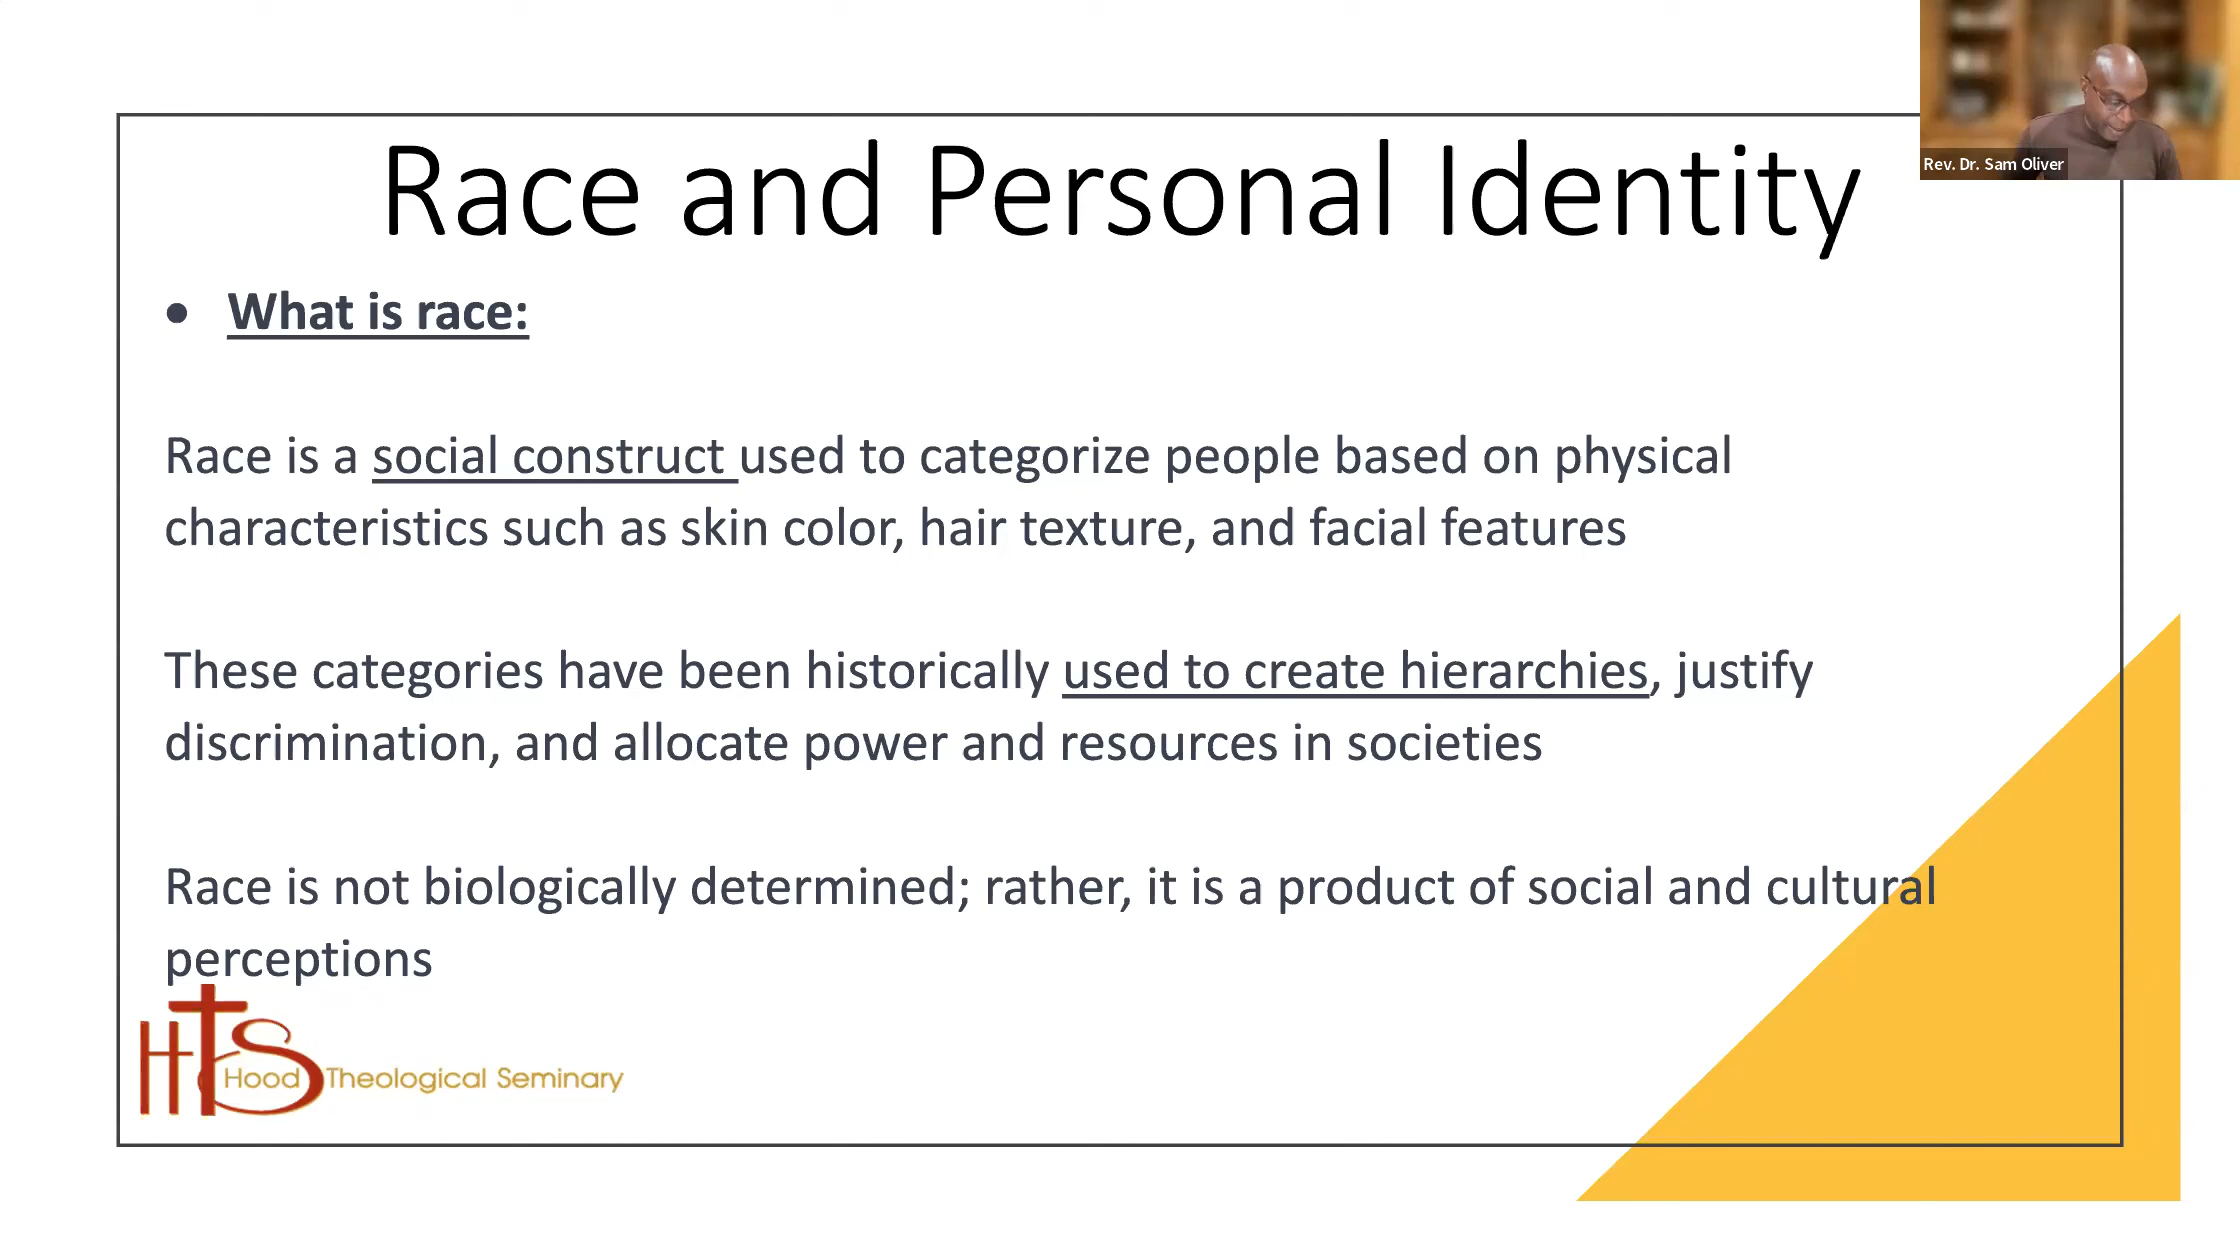 Race and Personal Identity
Rev. Dr. Sam Oliver
• What is race:
Race is a social construct used to categorize people based on physical
characteristics such as skin color, hair texture, and facial features
These categories have been historically used to create hierarchies, justify
discrimination, and allocate power and resources in societies
Race is not biologically determined; rather, it is a product of social and cultural
perceptions
HTS
Hood Theological Seminary